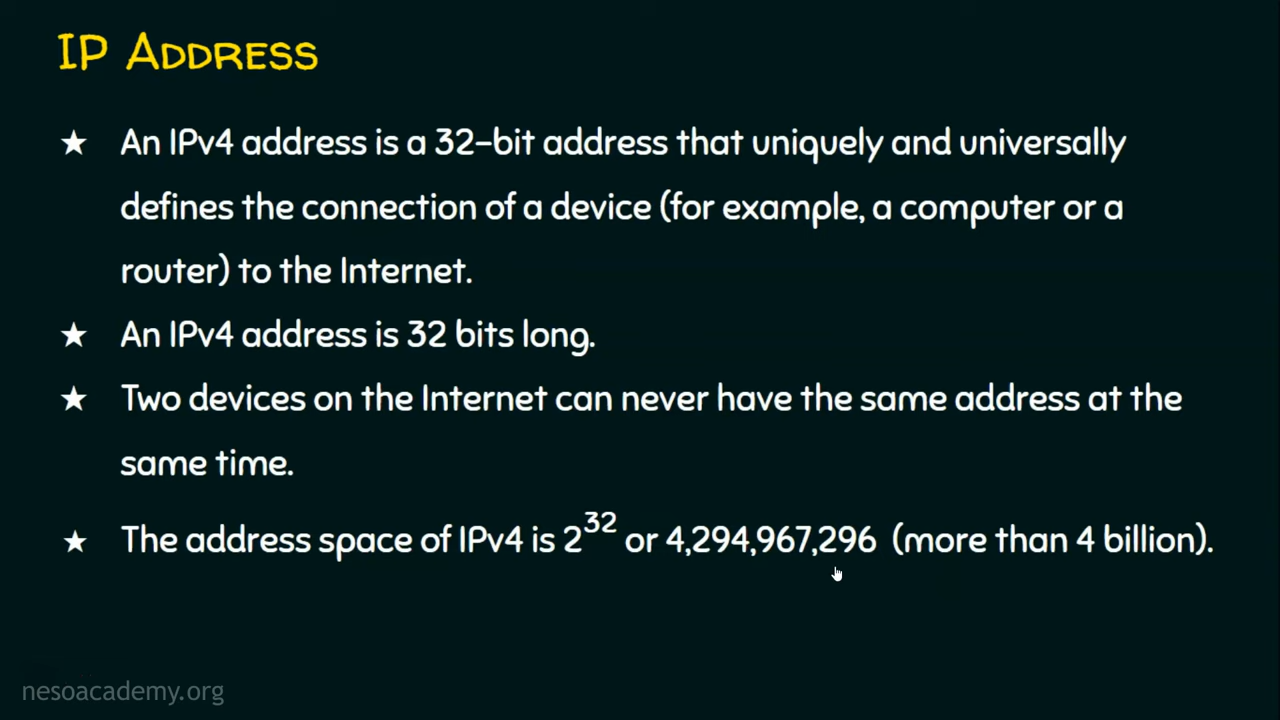 IP ADDRESS
★ An IPv4 address is a 32-bit address that uniquely and universally
defines the connection of a device (for example, a computer or a
router) to the Internet.
★ An IPv4 address is 32 bits long.
★ Two devices on the Internet can never have the same address at the
same time.
★ The address space of IPv4 is 2³² or 4,294,967,296 (more than 4 billion).
nesoacademy.org